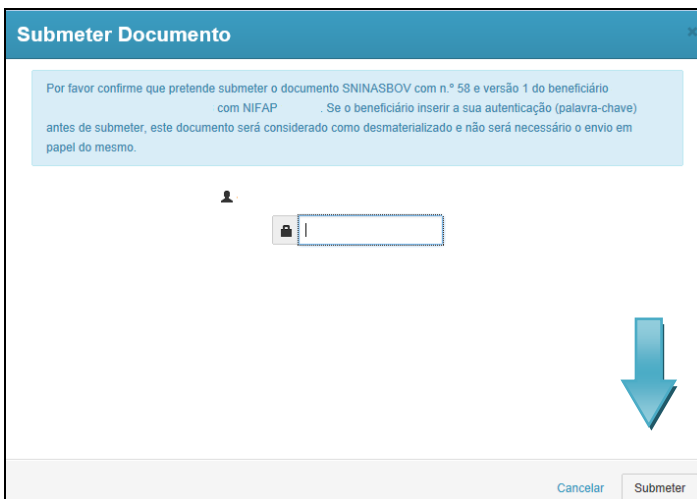 Submeter Documento
Por favor confirme que pretende submeter o documento SNINASBOV com n.º 58 e versão 1 do beneficiário
com NIFAP . Se o beneficiário inserir a sua autenticação (palavra-chave)
antes de submeter, este documento será considerado como desmaterializado e não será necessário o envio em
papel do mesmo.
Cancelar Submeter